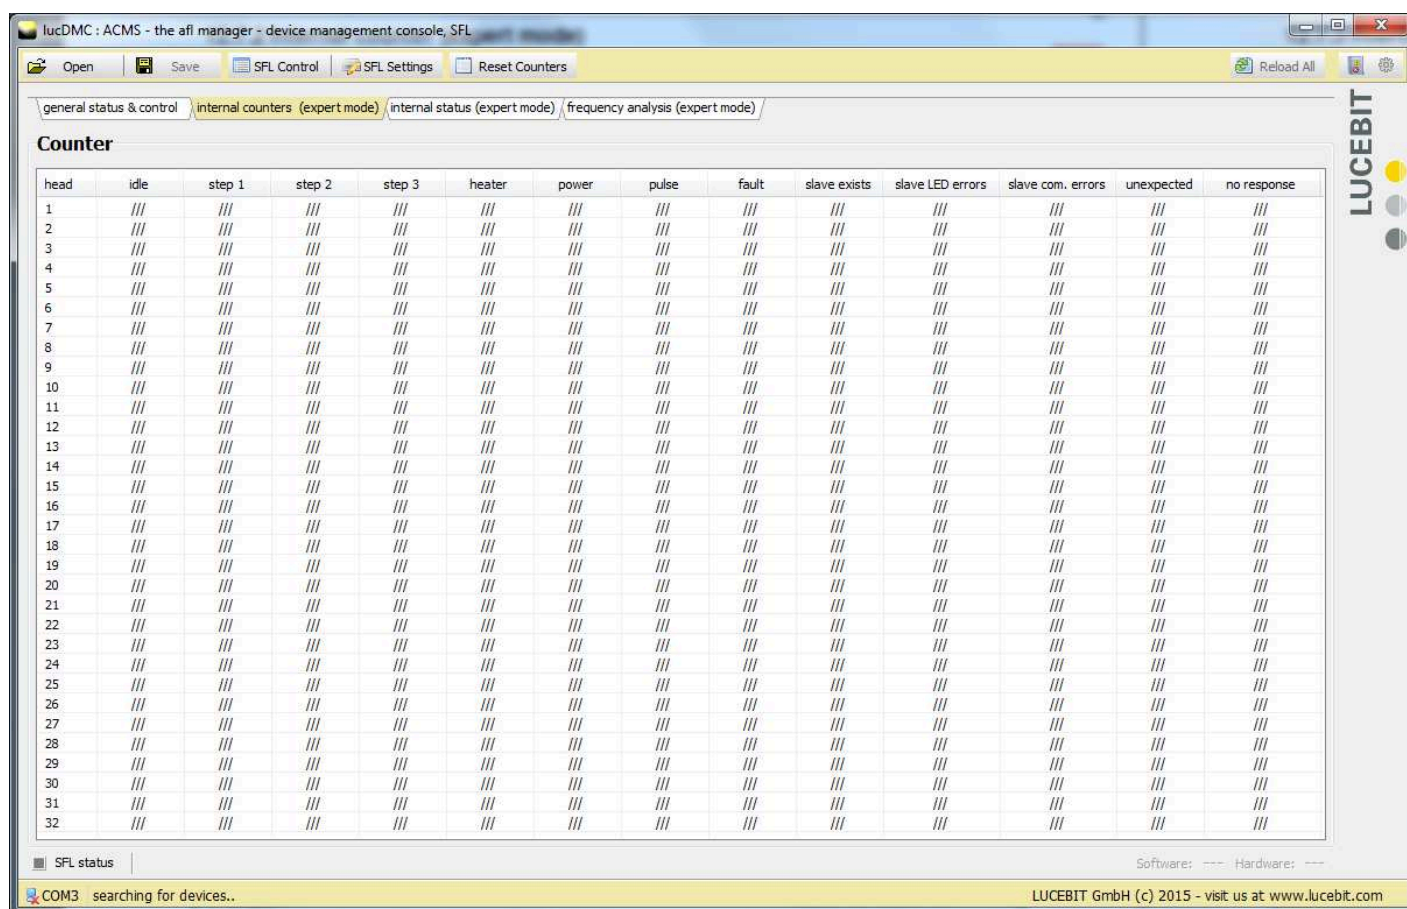 lucDMC : ACMS - the afl manager - device management console, SFL
Open Save SFL Control SFL Settings Reset Counters Reload All
general status & control internal counters (expert mode) internal status (expert mode) frequency analysis (expert mode)
LUCEBIT
Counter
head idle step 1 step 2 step 3 heater power pulse fault slave exists slave LED errors slave com. errors unexpected no response
1 /// /// /// /// /// /// /// /// /// /// /// /// ///
2 /// /// /// /// /// /// /// /// /// /// /// /// ///
3 /// /// /// /// /// /// /// /// /// /// /// /// ///
4 /// /// /// /// /// /// /// /// /// /// /// /// ///
5 /// /// /// /// /// /// /// /// /// /// /// /// ///
6 /// /// /// /// /// /// /// /// /// /// /// /// ///
7 /// /// /// /// /// /// /// /// /// /// /// /// ///
8 /// /// /// /// /// /// /// /// /// /// /// /// ///
9 /// /// /// /// /// /// /// /// /// /// /// /// ///
10 /// /// /// /// /// /// /// /// /// /// /// /// ///
11 /// /// /// /// /// /// /// /// /// /// /// /// ///
12 /// /// /// /// /// /// /// /// /// /// /// /// ///
13 /// /// /// /// /// /// /// /// /// /// /// /// ///
14 /// /// /// /// /// /// /// /// /// /// /// /// ///
15 /// /// /// /// /// /// /// /// /// /// /// /// ///
16 /// /// /// /// /// /// /// /// /// /// /// /// ///
17 /// /// /// /// /// /// /// /// /// /// /// /// ///
18 /// /// /// /// /// /// /// /// /// /// /// /// ///
19 /// /// /// /// /// /// /// /// /// /// /// /// ///
20 /// /// /// /// /// /// /// /// /// /// /// /// ///
21 /// /// /// /// /// /// /// /// /// /// /// /// ///
22 /// /// /// /// /// /// /// /// /// /// /// /// ///
23 /// /// /// /// /// /// /// /// /// /// /// /// ///
24 /// /// /// /// /// /// /// /// /// /// /// /// ///
25 /// /// /// /// /// /// /// /// /// /// /// /// ///
26 /// /// /// /// /// /// /// /// /// /// /// /// ///
27 /// /// /// /// /// /// /// /// /// /// /// /// ///
28 /// /// /// /// /// /// /// /// /// /// /// /// ///
29 /// /// /// /// /// /// /// /// /// /// /// /// ///
30 /// /// /// /// /// /// /// /// /// /// /// /// ///
31 /// /// /// /// /// /// /// /// /// /// /// /// ///
32 /// /// /// /// /// /// /// /// /// /// /// /// ///
SFL status Software: --- Hardware: ---
COM3 searching for devices.. LUCEBIT GmbH (c) 2015 - visit us at www.lucebit.com